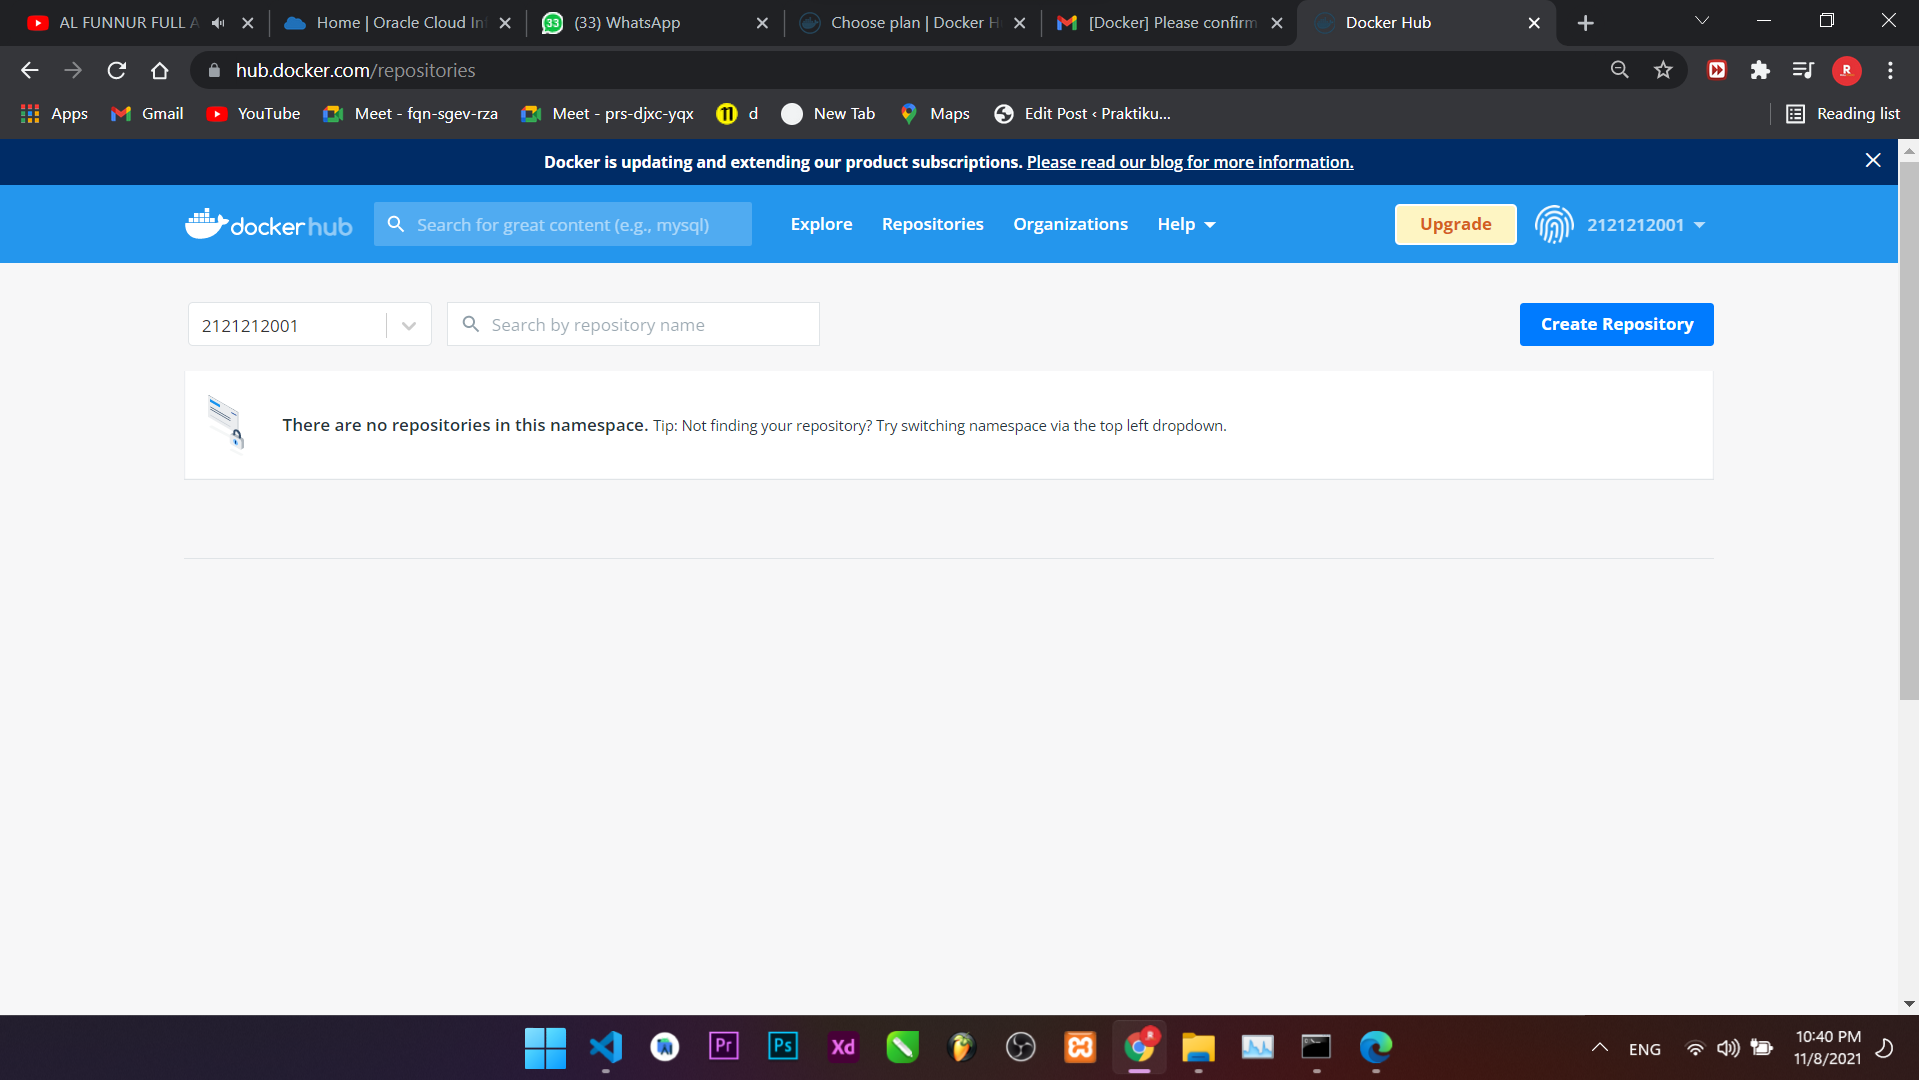 AL FUNNUR FULL A
Home | Oracle Cloud In
(33) WhatsApp
Choose plan | Docker H
[Docker] Please confirm
Docker Hub
hub.docker.com/repositories
R
Apps
Gmail
YouTube
Meet - fqn-sgev-rza
Meet - prs-djxc-yqx
d
New Tab
Maps
Edit Post ‹ Praktiku...
Reading list
Docker is updating and extending our product subscriptions. Please read our blog for more information.
docker hub
Search for great content (e.g., mysql)
Explore
Repositories
Organizations
Help
Upgrade
2121212001
2121212001
Search by repository name
Create Repository
There are no repositories in this namespace. Tip: Not finding your repository? Try switching namespace via the top left dropdown.
Pr
Ps
Xd
ENG
10:40 PM
11/8/2021